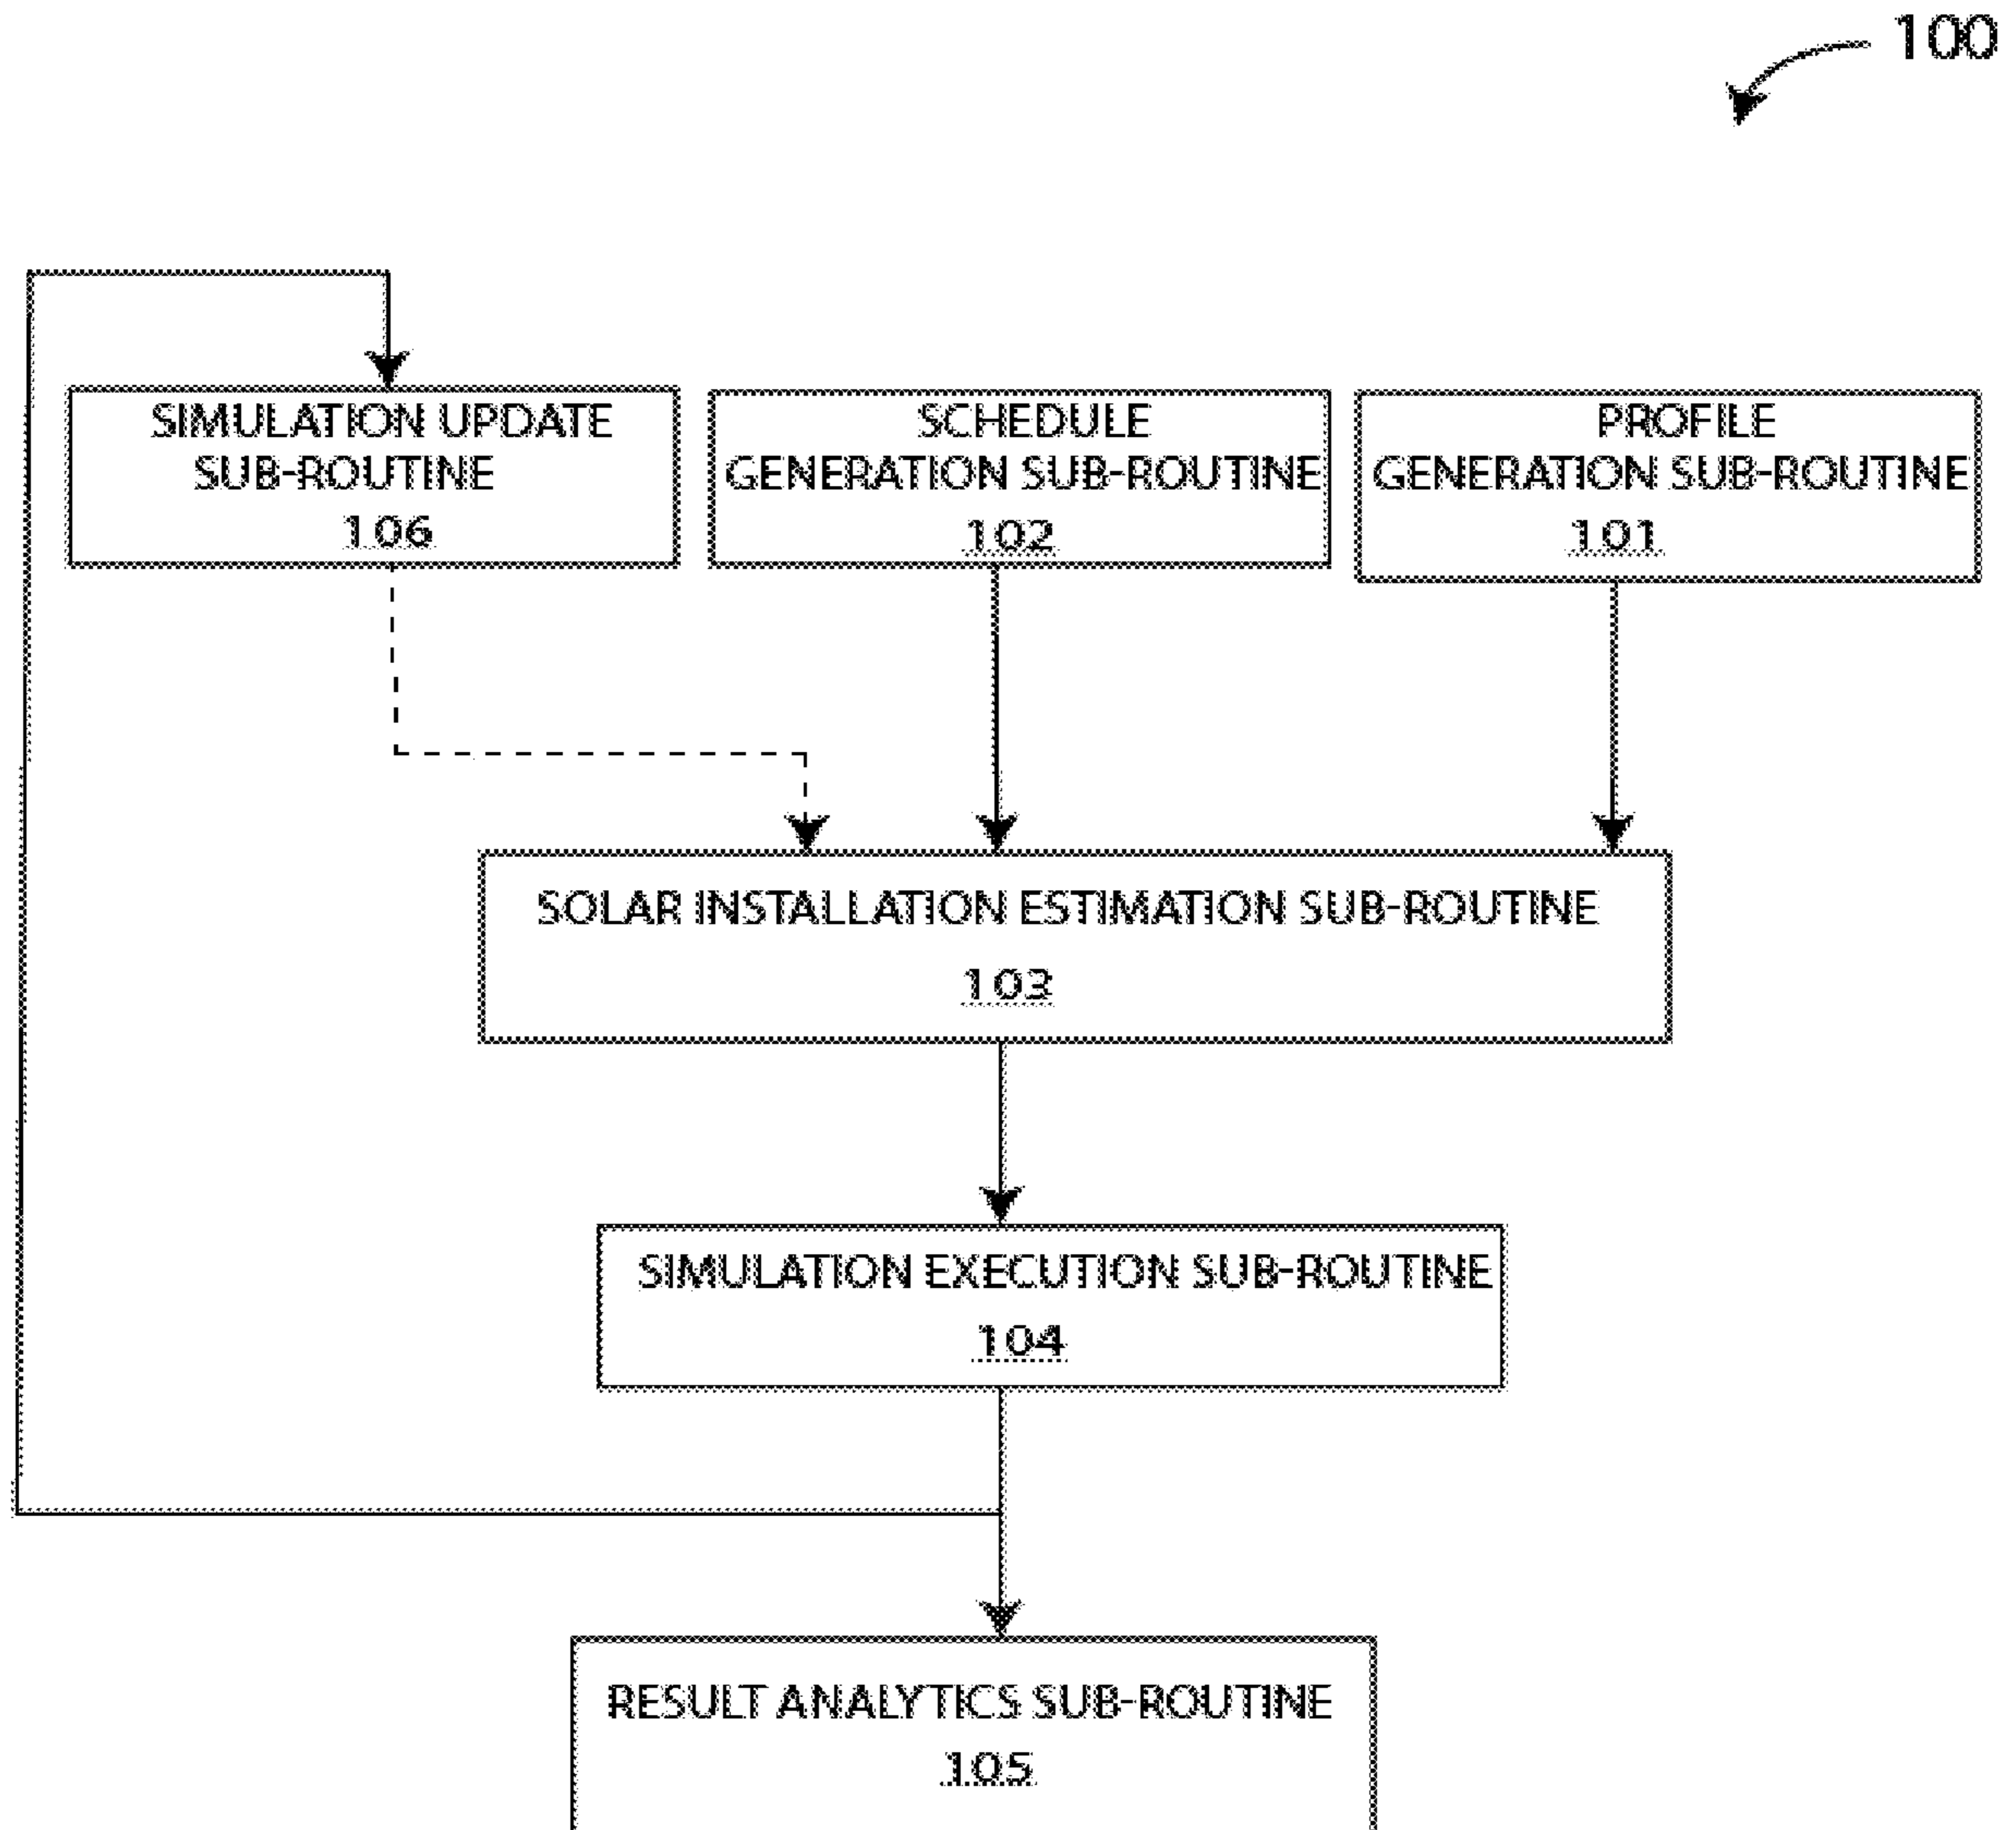 100
SIMULATION UPDATE
SUB-ROUTINE
106
SCHEDULE
GENERATION SUB-ROUTINE
102
PROFILE
GENERATION SUB-ROUTINE
101
SOLAR INSTALLATION ESTIMATION SUB-ROUTINE
103
SIMULATION EXECUTION SUB-ROUTINE
104
RESULT ANALYTICS SUB-ROUTINE
105